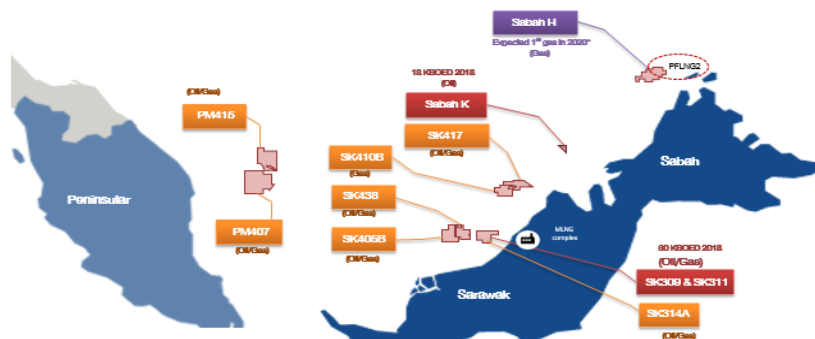 Sabah H
Expected 1st gas in 2020*
(Gas)
PFLNG2
18 KBOED 2018
(Oil)
Sabah K
(Oil/Gas)
PM415
SK417
(Oil/Gas)
SK410B
(Gas)
Sabah
Peninsular
SK438
(Oil/Gas)
PM407
(Oil/Gas)
SK405B
(Oil/Gas)
MLNG
complex
60 KBOED 2018
(Oil/Gas)
SK309 & SK311
Sarawak
SK314A
(Oil/Gas)